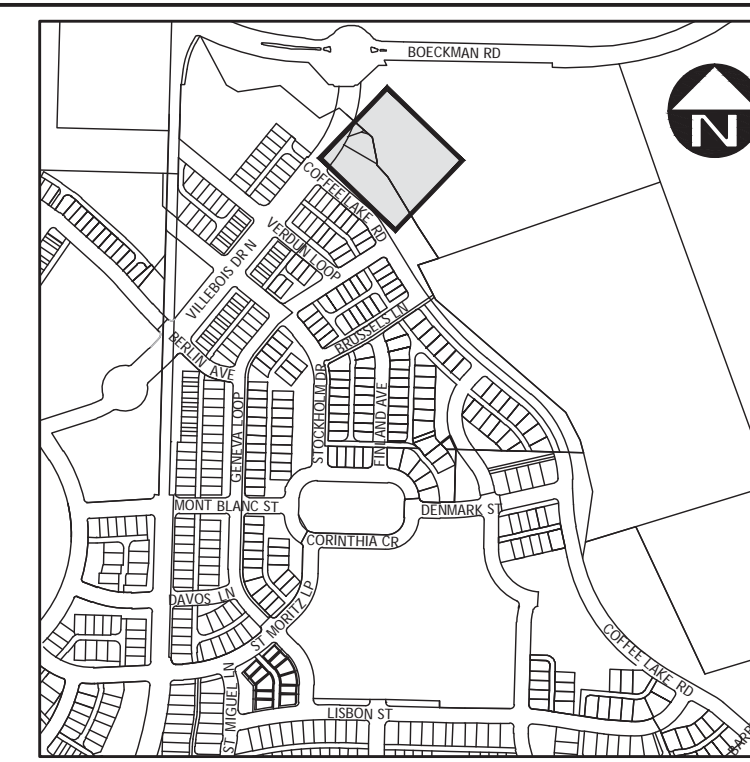 BOECKMAN RD
N
COFFEE LAKE RD
VERDUN LOOP
VILLEBOIS DR N
BRUSSELS LN
BERLIN AVE
STOCKHOLM DR
FINLAND AVE
GENEVA LOOP
MONT BLANC ST
DENMARK ST
CORINTHIA CR
DAVOS LN
ST MORITZ LP
COFFEE LAKE RD
ST MIGUEL LN
LISBON ST